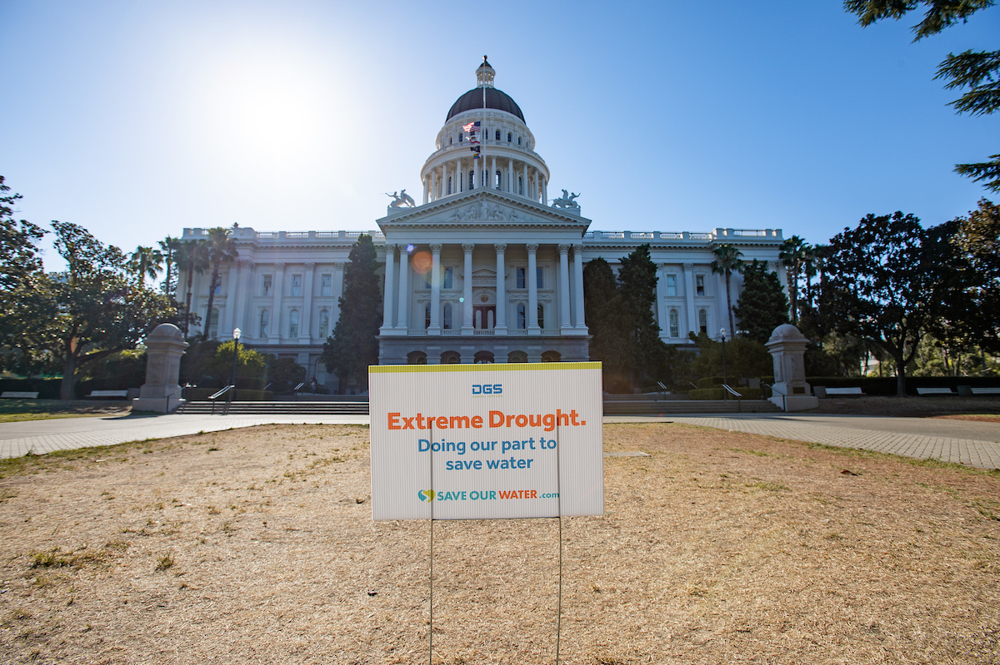 DGS
Extreme Drought.
Doing our part to
save water
SAVE OUR WATER.com